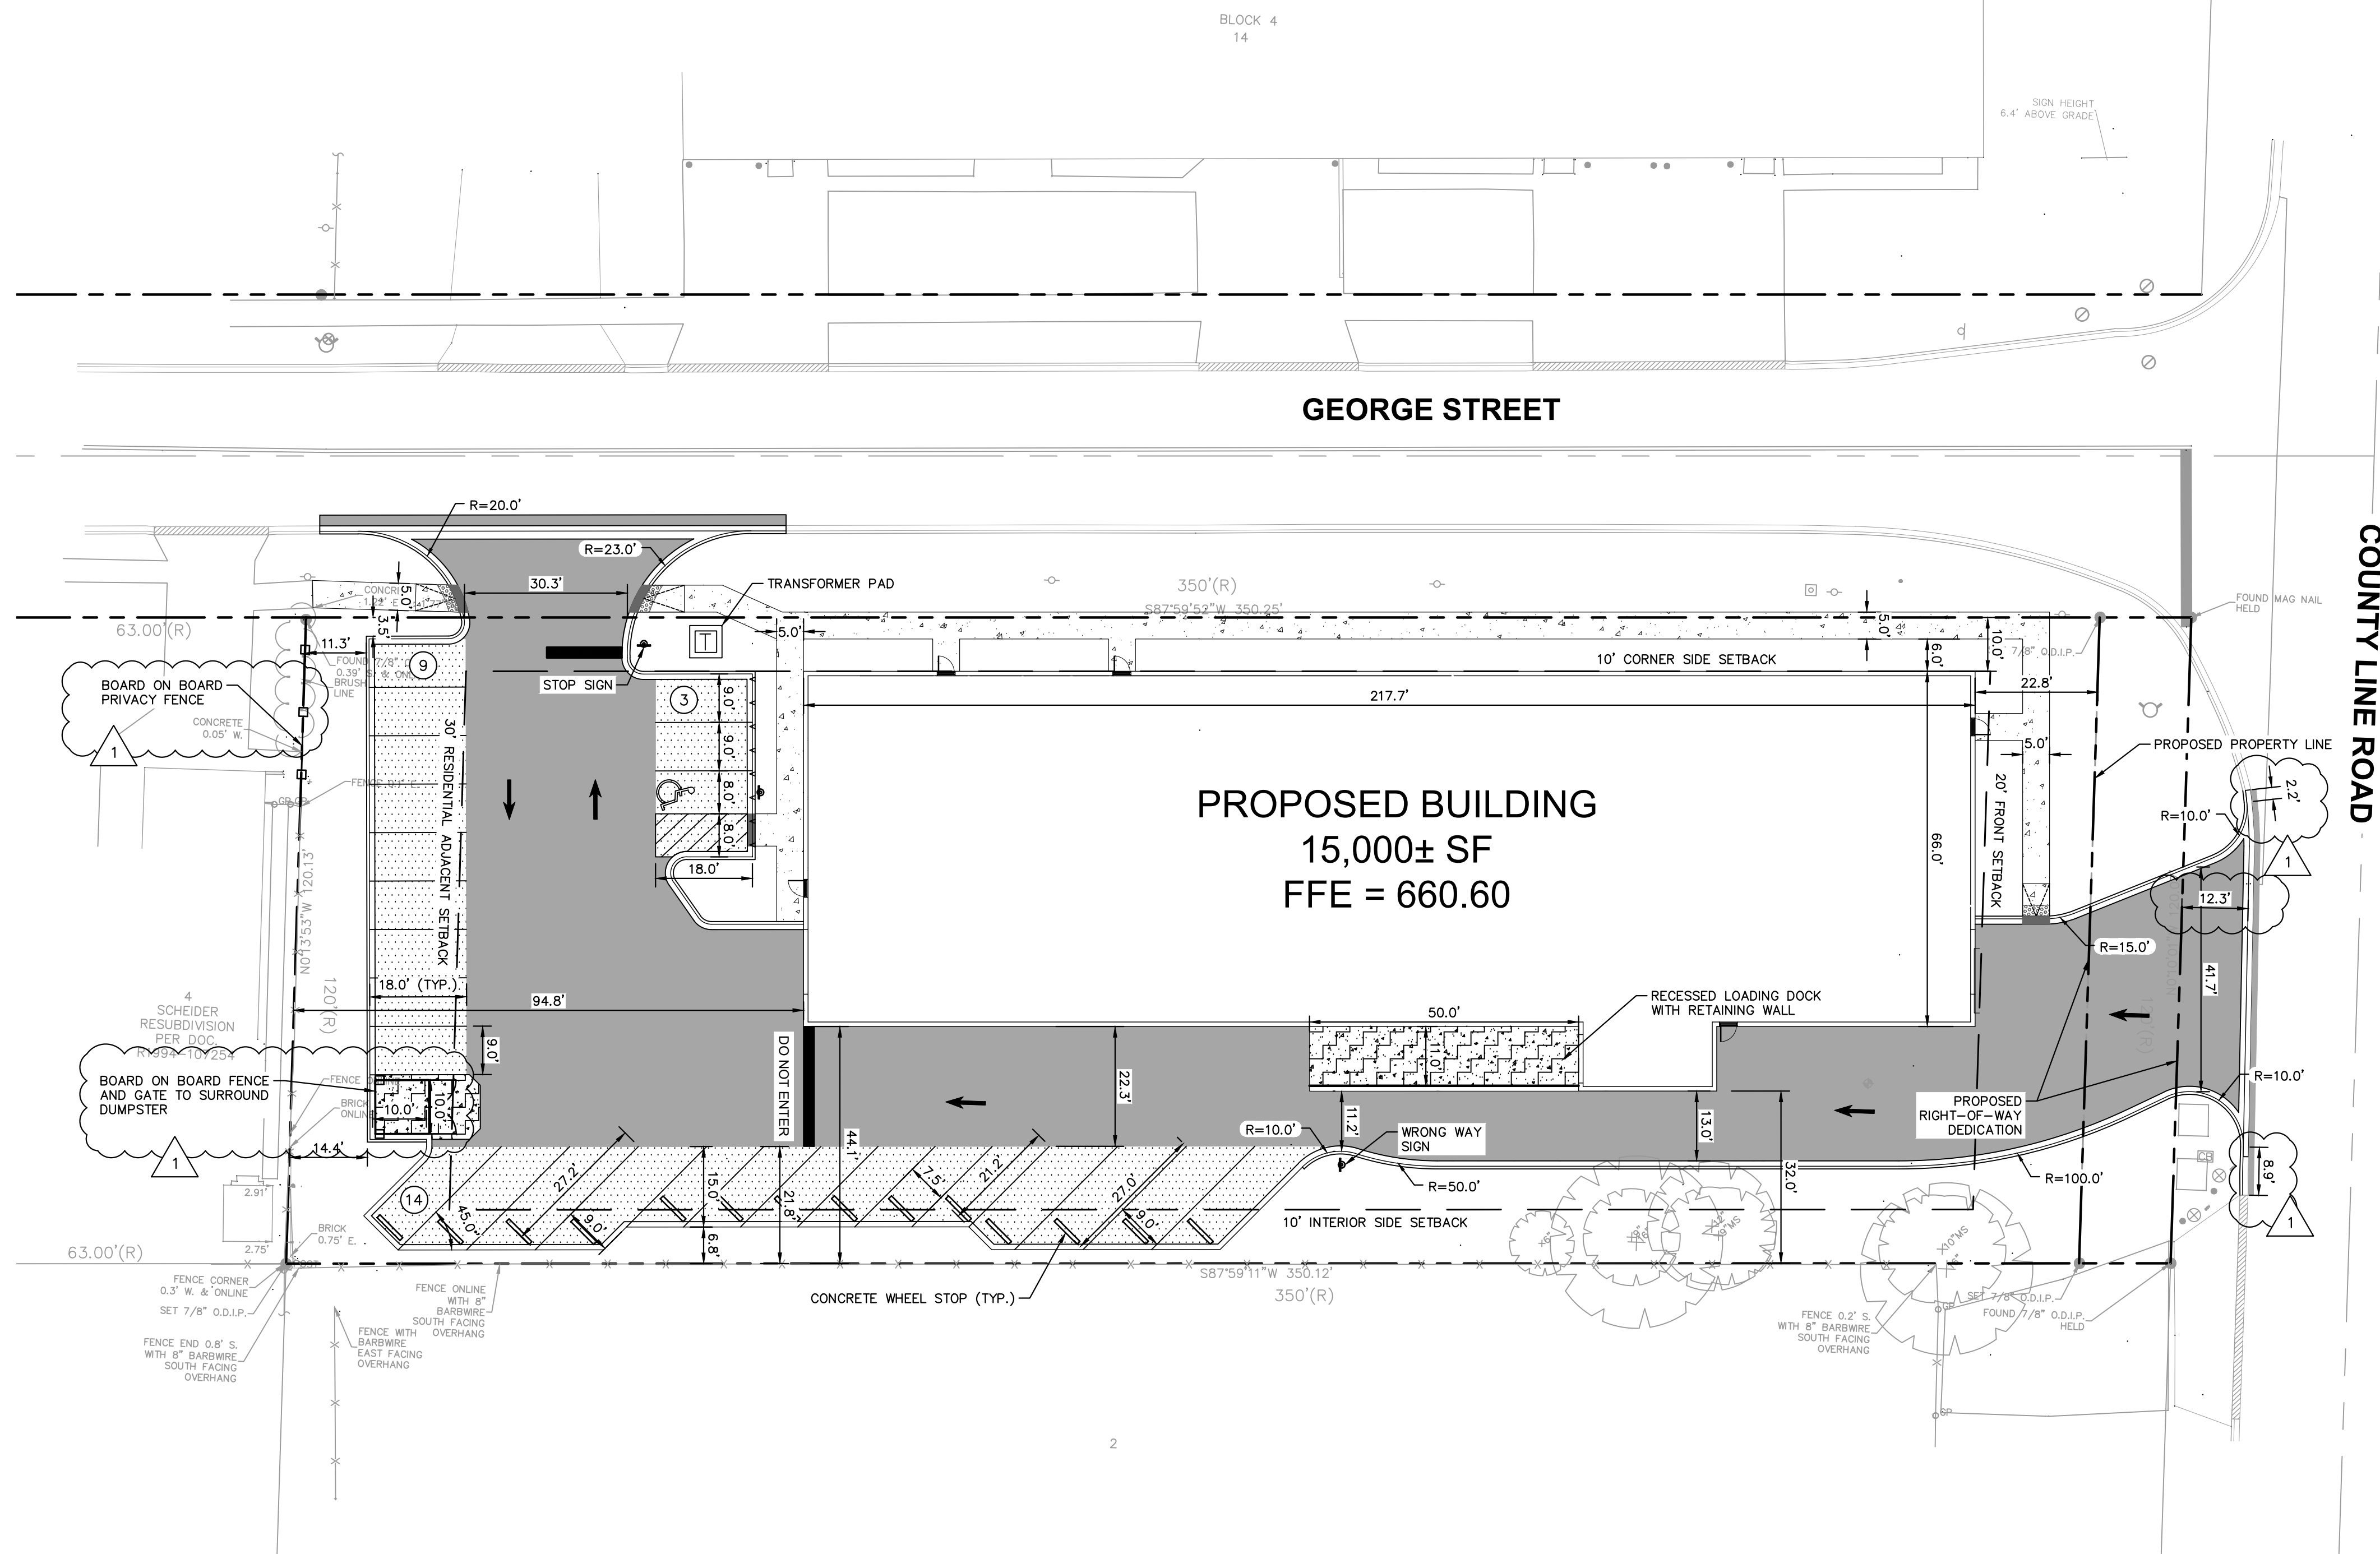 BLOCK 4
14
SIGN HEIGHT
6.4' ABOVE GRADE
GEORGE STREET
COUNTY LINE ROAD
R=20.0'
R=23.0'
30.3'
TRANSFORMER PAD
T
350'(R)
S87°59'52"W 350.25'
FOUND MAG NAIL
HELD
63.00'(R)
5.0'
3.5'
11.3'
5.0'
5.0'
6.0'
10.0'
7/8" O.D.I.P.
9
BRUSH
LINE
BOARD ON BOARD
PRIVACY FENCE
1
CONCRETE
0.05' W.
STOP SIGN
3
10' CORNER SIDE SETBACK
22.8'
217.7'
9.0'
9.0'
8.0'
8.0'
18.0'
30' RESIDENTIAL ADJACENT SETBACK
PROPOSED BUILDING
15,000± SF
FFE = 660.60
66.0'
20' FRONT SETBACK
5.0'
PROPOSED PROPERTY LINE
2.2'
R=10.0'
1
12.3'
R=15.0'
41.7'
N0°13'53"W 120.13'
120'(R)
4
SCHEIDER
RESUBDIVISION
PER DOC.
R1994-107254
18.0' (TYP.)
94.8'
9.0'
DO NOT ENTER
50.0'
11.0'
RECESSED LOADING DOCK
WITH RETAINING WALL
BOARD ON BOARD FENCE
AND GATE TO SURROUND
DUMPSTER
1
10.0'
10.0'
14.4'
22.3'
44.1'
11.2'
R=10.0'
WRONG WAY
SIGN
13.0'
32.0'
PROPOSED
RIGHT-OF-WAY
DEDICATION
R=10.0'
R=50.0'
R=100.0'
CB
8.9'
1
14
27.2'
45.0°
9.0'
15.0'
6.8'
21.8'
7.5'
21.2'
27.0'
9.0'
10' INTERIOR SIDE SETBACK
2.91'
2.75'
BRICK
0.75' E.
63.00'(R)
S87°59'11"W 350.12'
350'(R)
CONCRETE WHEEL STOP (TYP.)
FENCE CORNER
0.3' W. & ONLINE
SET 7/8" O.D.I.P.
FENCE END 0.8' S.
WITH 8" BARBWIRE
SOUTH FACING
OVERHANG
FENCE WITH
BARBWIRE
EAST FACING
OVERHANG
FENCE ONLINE
WITH 8"
BARBWIRE
SOUTH FACING
OVERHANG
FENCE 0.2' S.
WITH 8" BARBWIRE
SOUTH FACING
OVERHANG
SET 7/8" O.D.I.P.
FOUND 7/8" O.D.I.P.
HELD
GP
2